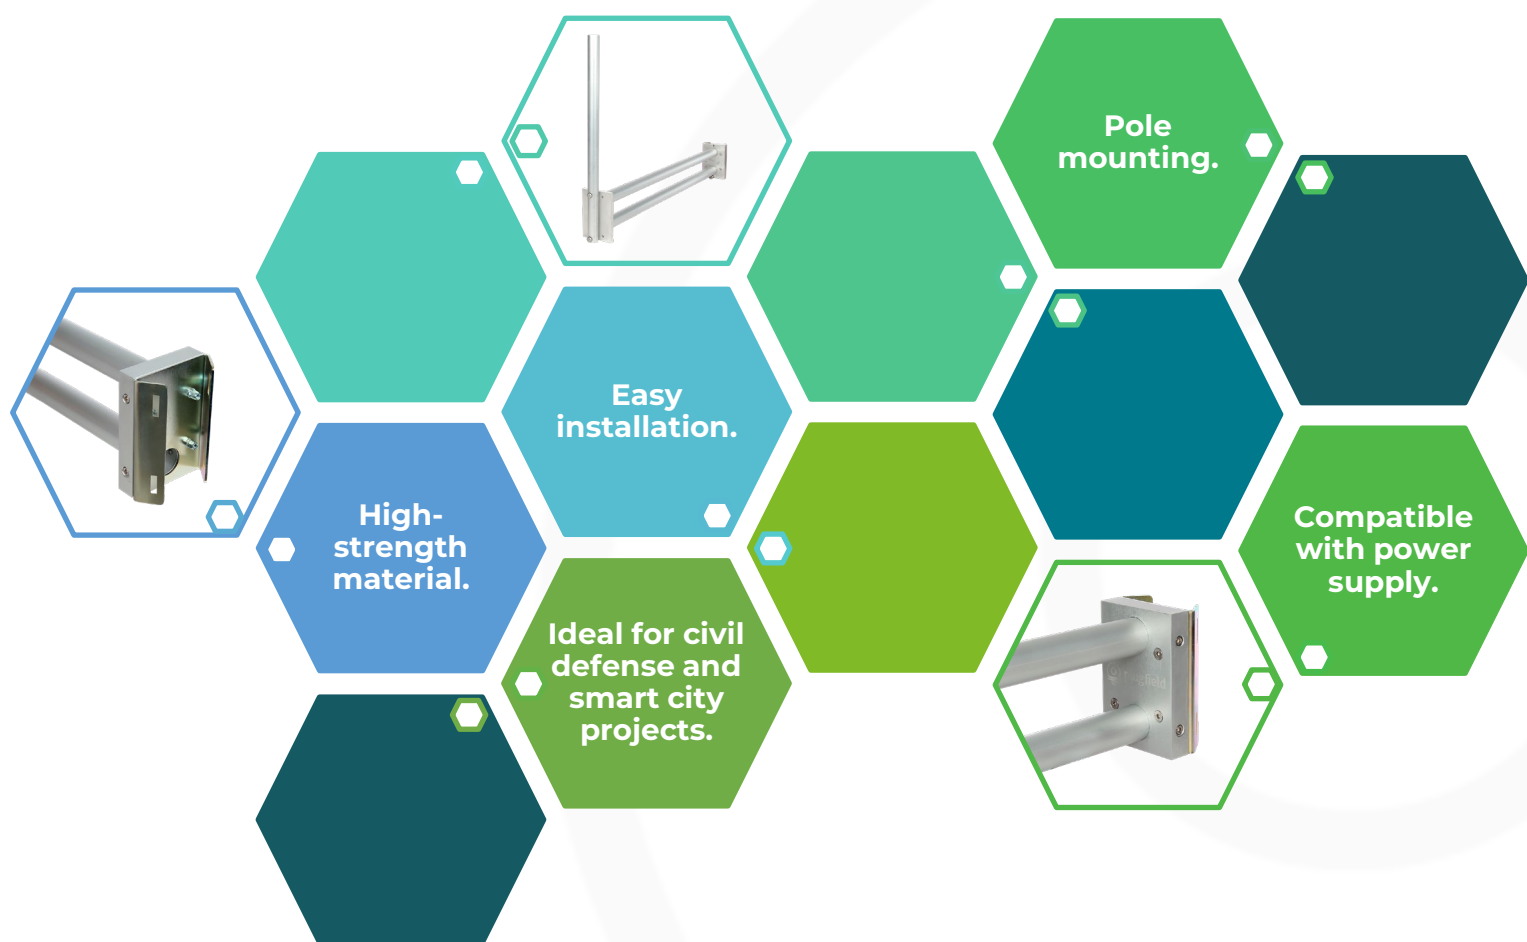 Pole
mounting.
Easy
installation.
High-
strength
material.
Compatible
with power
supply.
Ideal for civil
defense and
smart city
projects.